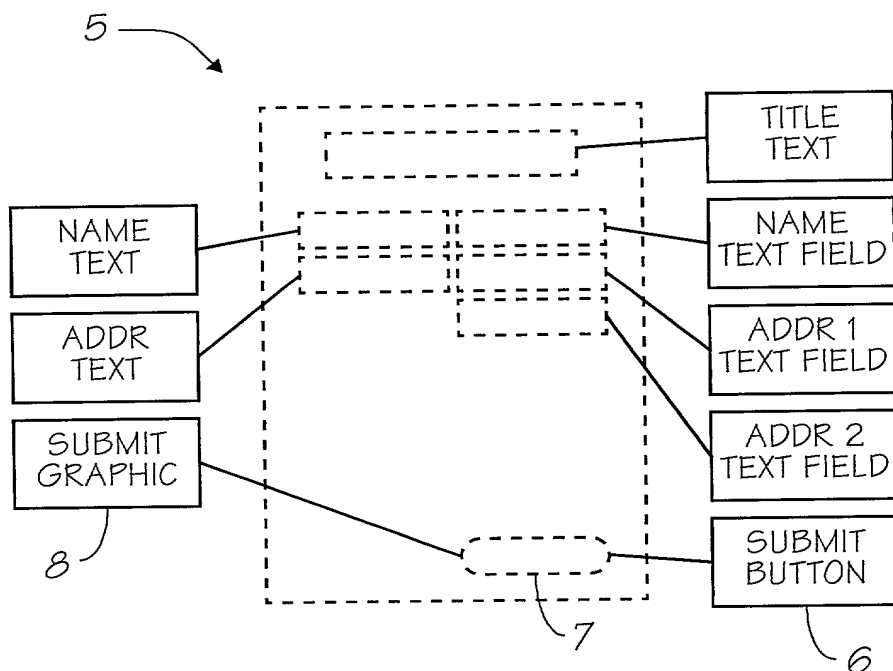 5
TITLE
TEXT
NAME
TEXT
NAME
TEXT FIELD
ADDR
TEXT
ADDR 1
TEXT FIELD
SUBMIT
GRAPHIC
ADDR 2
TEXT FIELD
8
SUBMIT
BUTTON
7
6